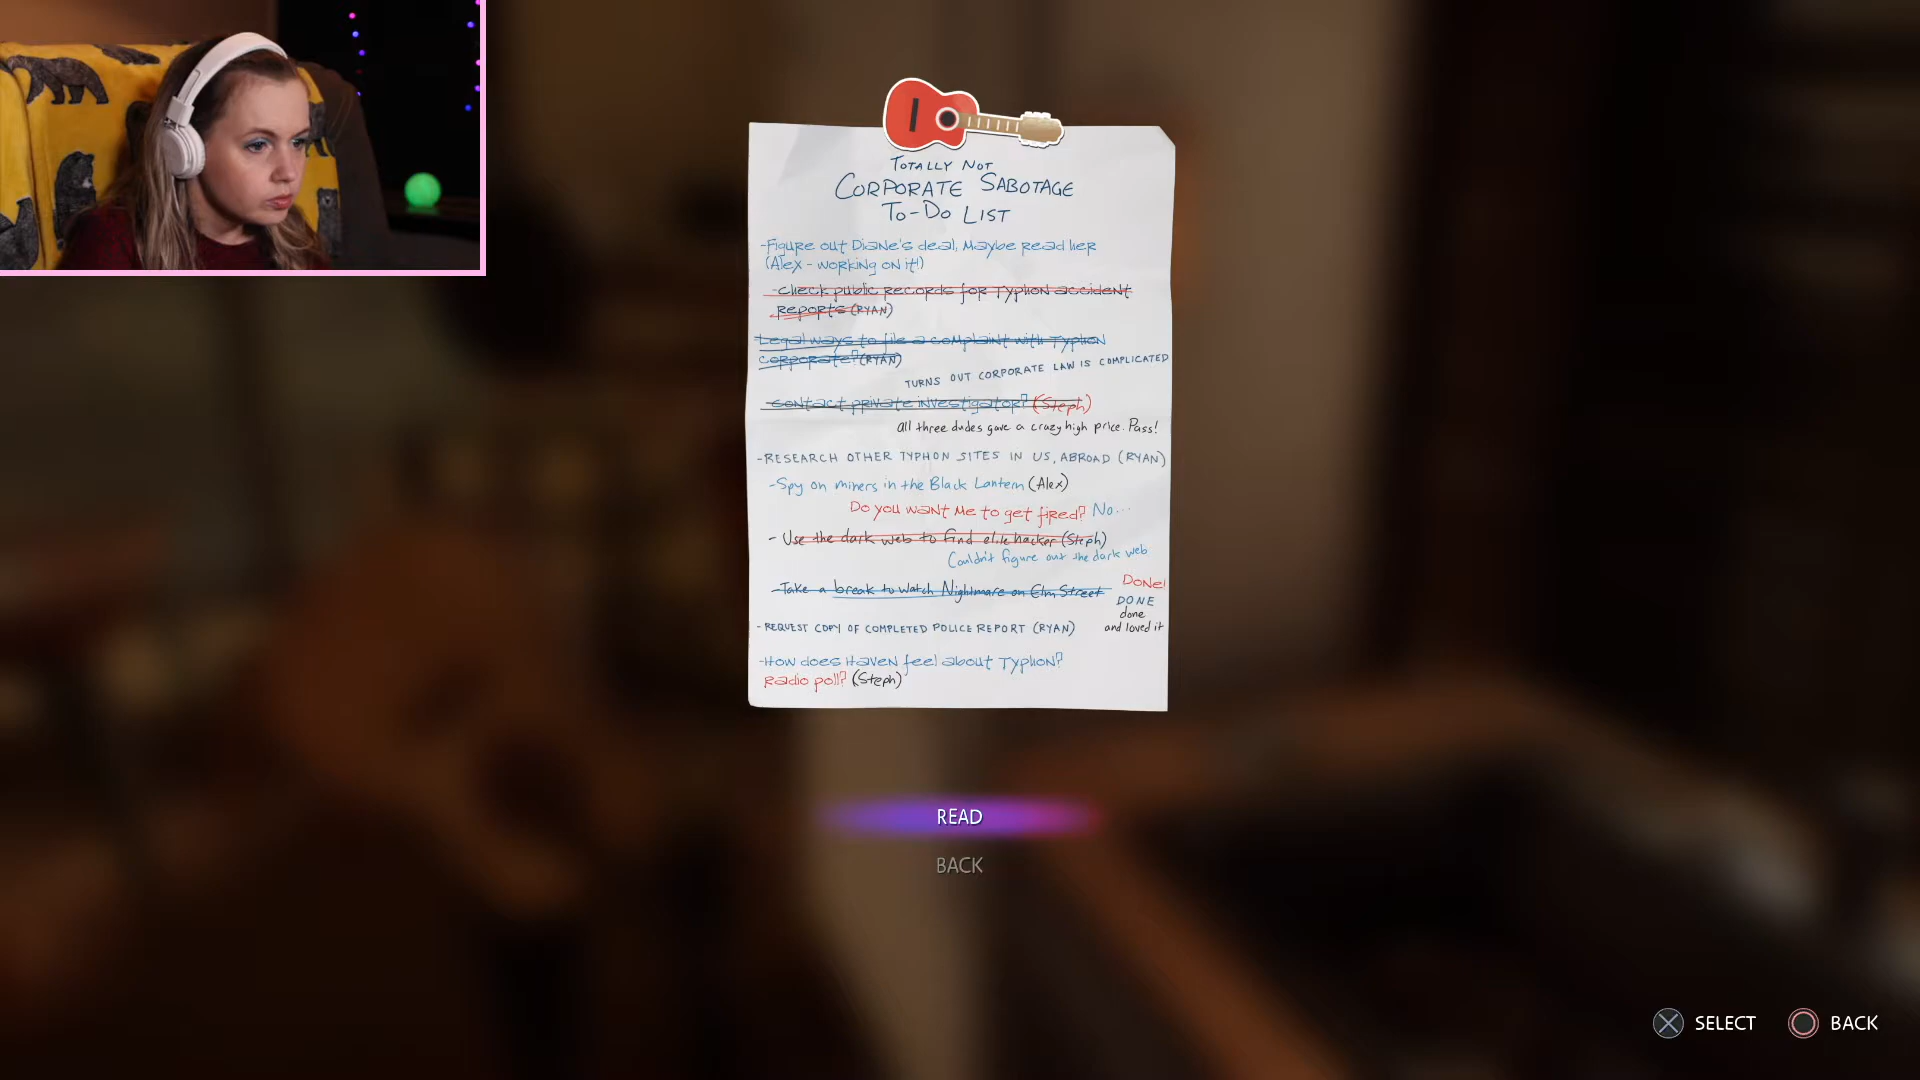 TOTALLY NOT
CORPORATE SABOTAGE
TO-DO LIST
-Figure out Diane's deal, Maybe read her
(Alex - working on it!)
-check public records for Typhon accident
reports (RYAN)
Legal ways to file a complaint with Typhon
corporate? (RYAN)
TURNS OUT CORPORATE LAW IS COMPLICATED
-contact private investigator? (Steph)
all three dudes gave a crazy high price. Pass!
-RESEARCH OTHER TYPHON SITES IN US, ABROAD (RYAN)
-Spy on miners in the Black Lantern (Alex)
Do you want me to get fired? No...
- Use the dark web to find elite hacker (Steph)
Couldn't figure out the dark web
-Take a break to watch Nightmare on Elm Street
Done!
DONE
done
and loved it
-REQUEST COPY OF COMPLETED POLICE REPORT (RYAN)
-How does Haven feel about Typhon?
Radio poll? (Steph)
READ
BACK
SELECT
BACK